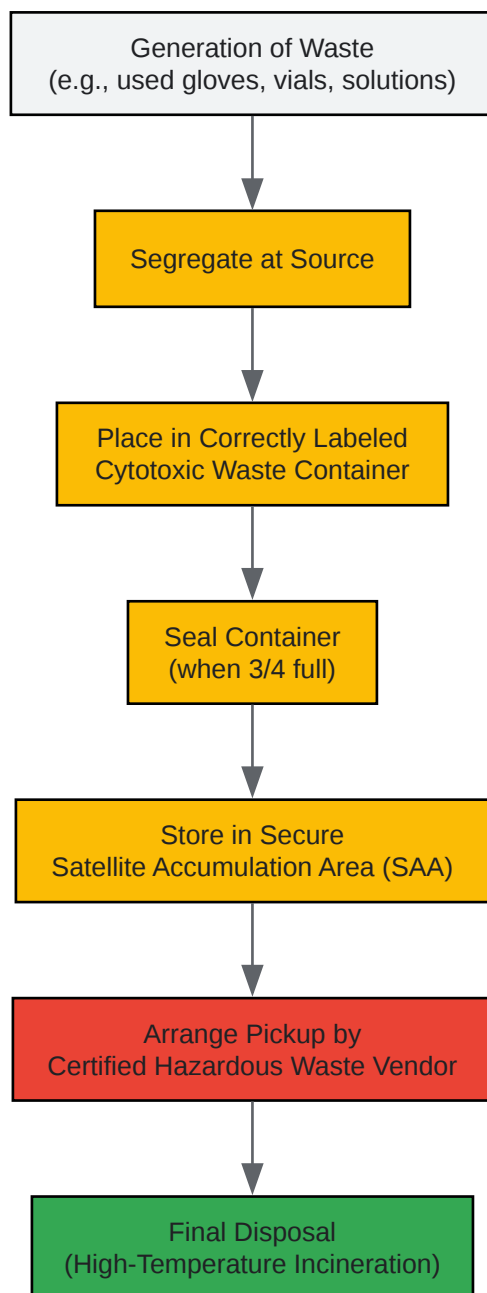 Generation of Waste
(e.g., used gloves, vials, solutions)
Segregate at Source
Place in Correctly Labeled
Cytotoxic Waste Container
Seal Container
(when 3/4 full)
Store in Secure
Satellite Accumulation Area (SAA)
Arrange Pickup by
Certified Hazardous Waste Vendor
Final Disposal
(High-Temperature Incineration)